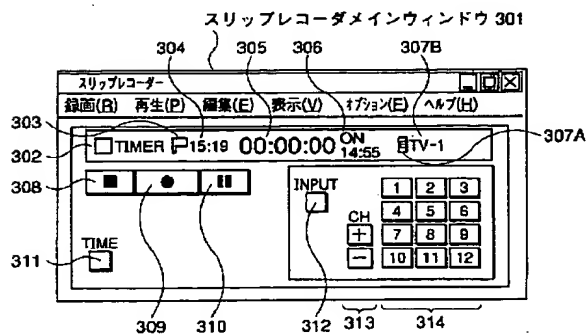 スリップレコーダメインウィンドウ 301
304 305 306 307B
スリップレコーダー
録画(R) 再生(P) 編集(E) 表示(V) オプション(E) ヘルプ(H)
303
302
TIMER 15:19 00:00:00 ON 14:55 TV-1
307A
308
INPUT
1 2 3
CH
4 5 6
+ 7 8 9
- 10 11 12
TIME
311
309 310 312 313 314